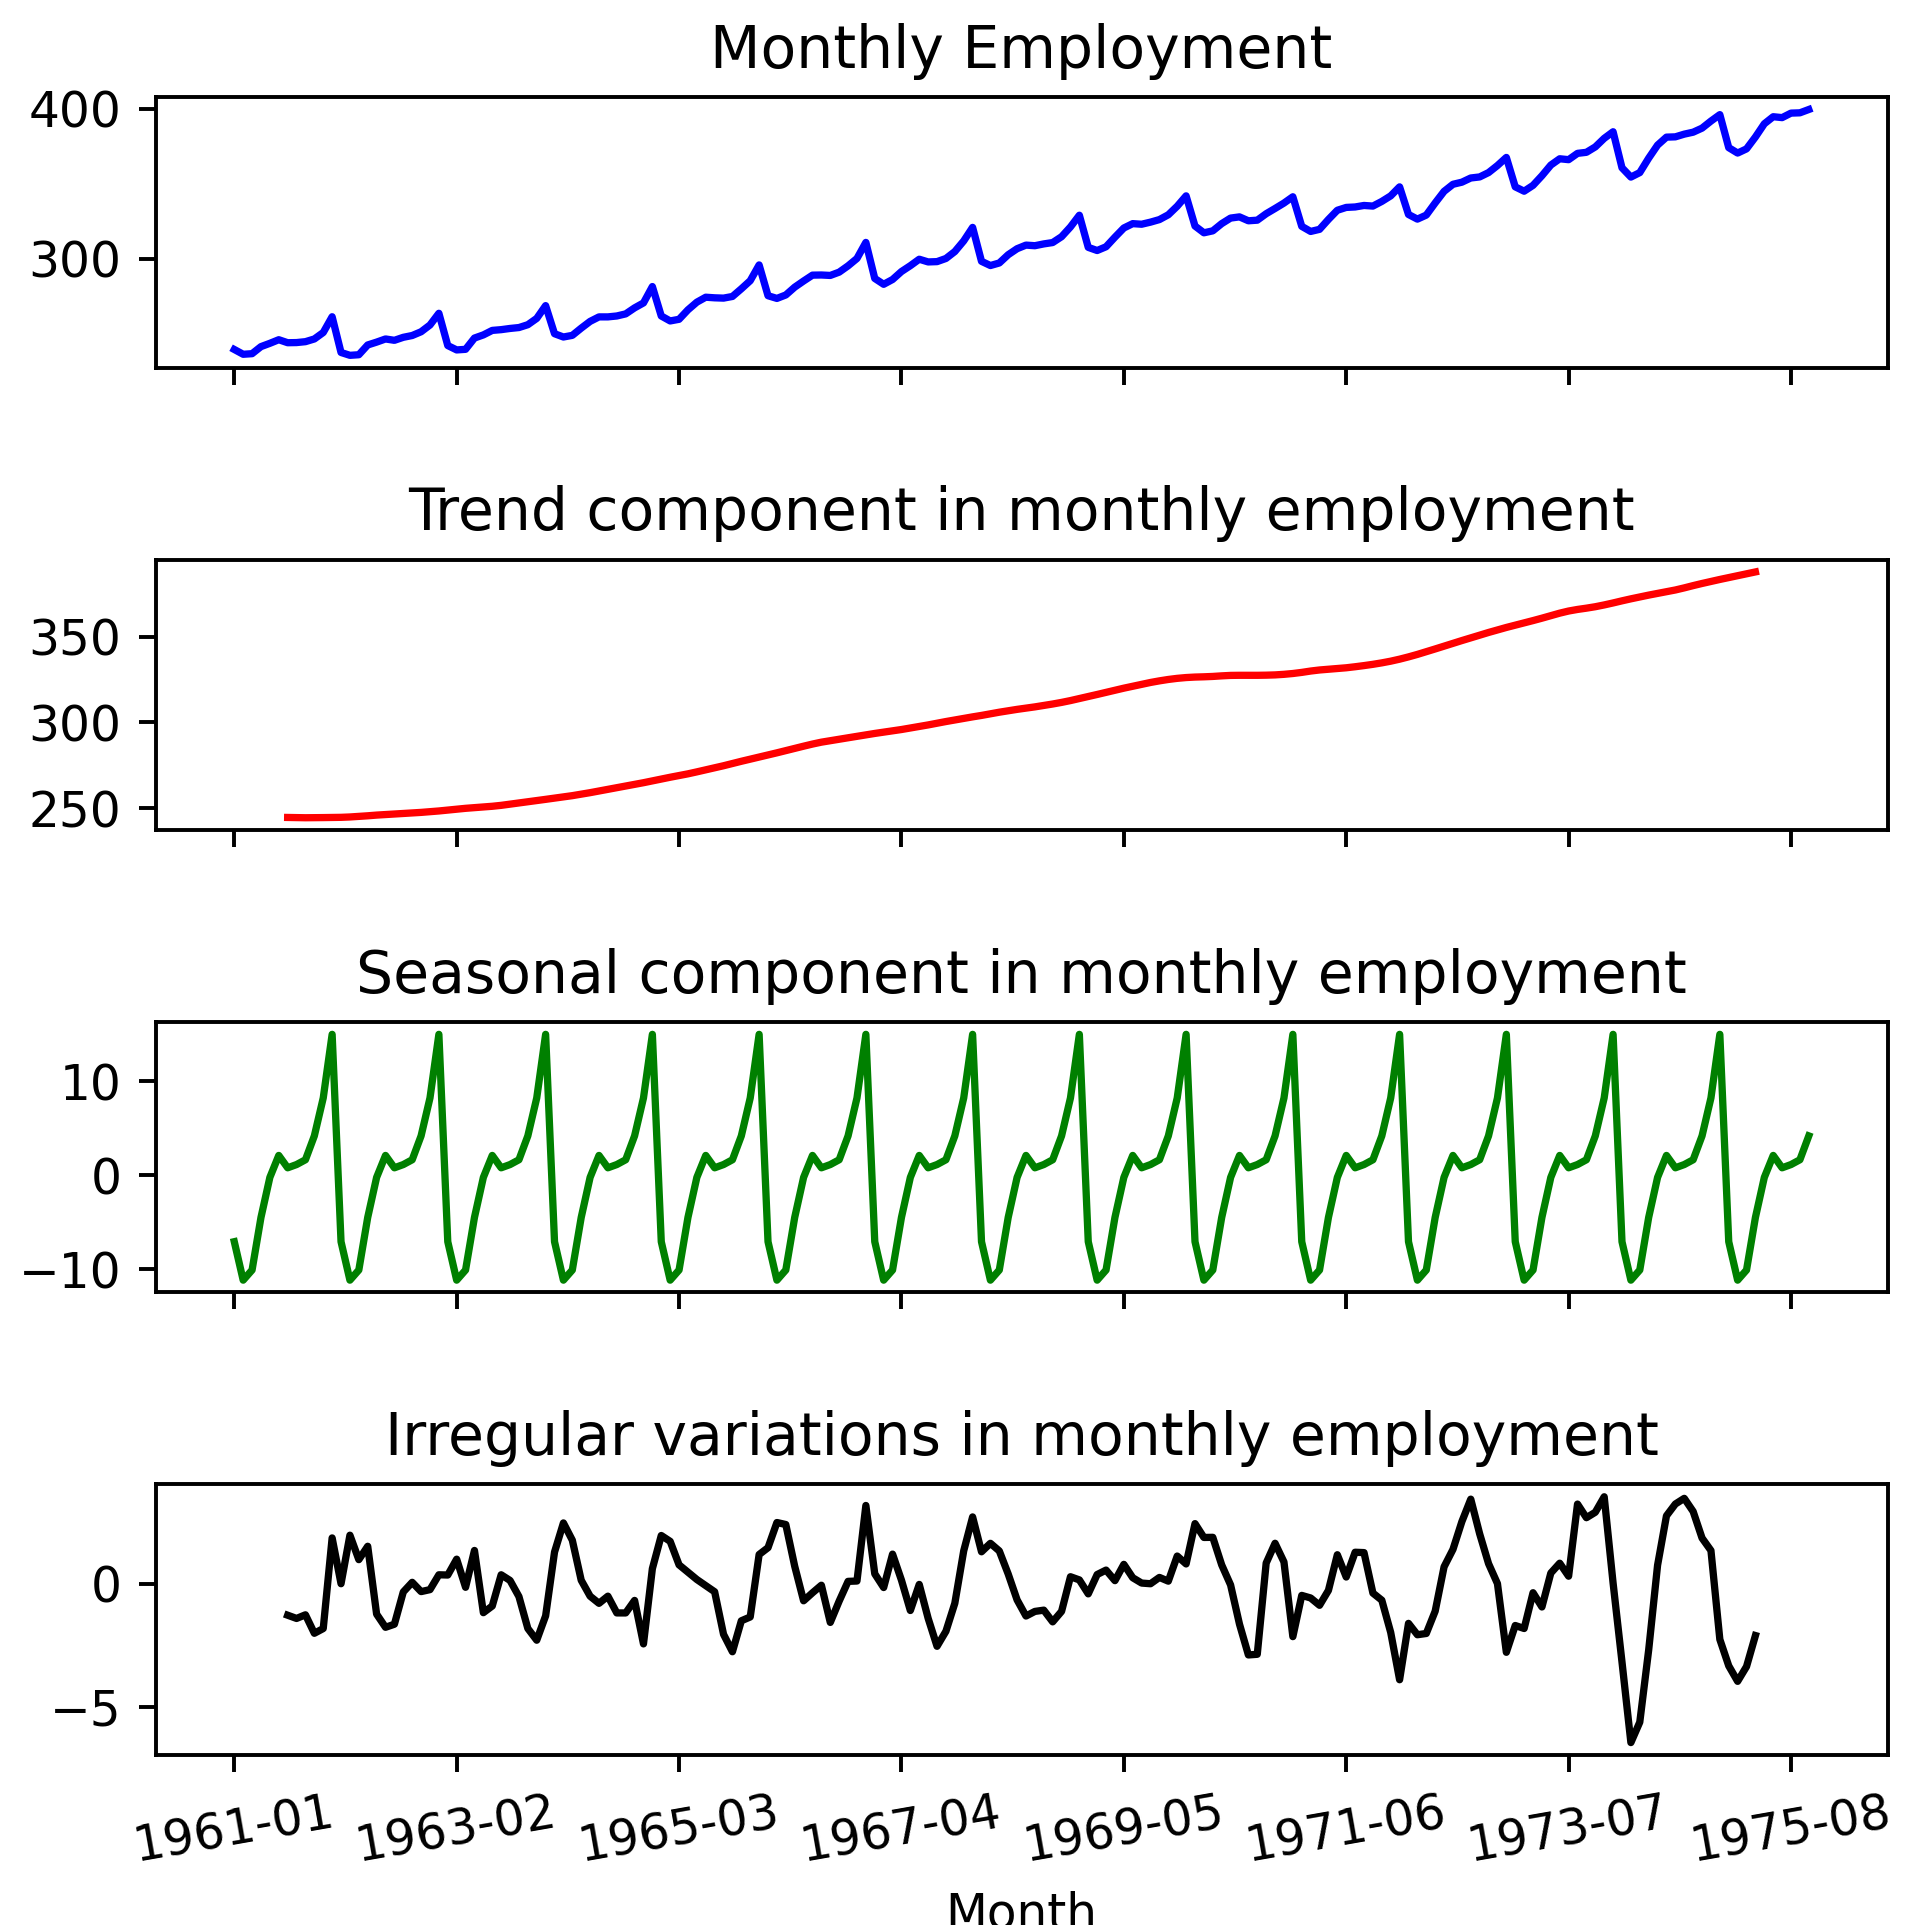 Monthly Employment
400
300
Trend component in monthly employment
350
300
250
Seasonal component in monthly employment
10
0
−10
Irregular variations in monthly employment
0
−5
1961-01 1963-02 1965-03 1967-04 1969-05 1971-06 1973-07 1975-08
Month